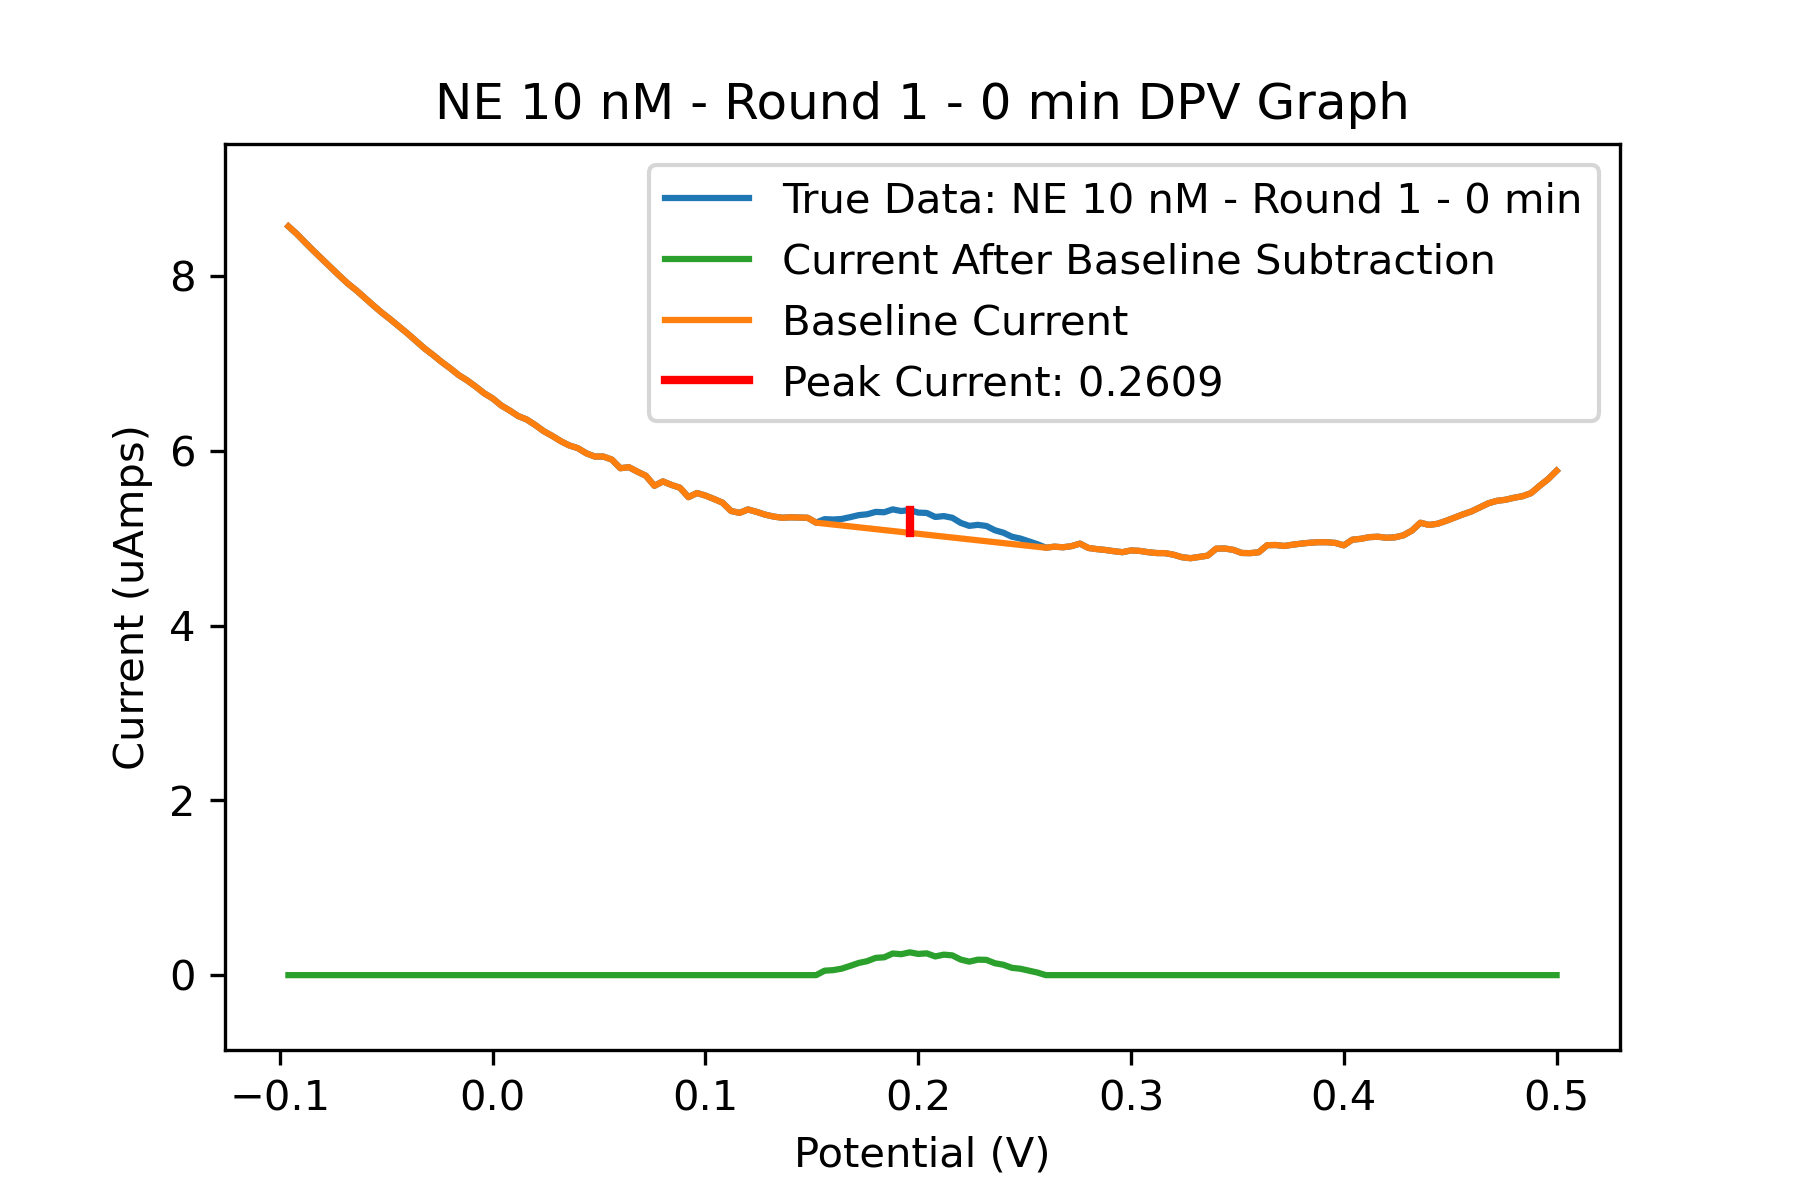 NE 10 nM - Round 1 - 0 min DPV Graph
True Data: NE 10 nM - Round 1 - 0 min
Current After Baseline Subtraction
Baseline Current
Peak Current: 0.2609
Current (uAmps)
8
6
4
2
0
−0.1 0.0 0.1 0.2 0.3 0.4 0.5
Potential (V)